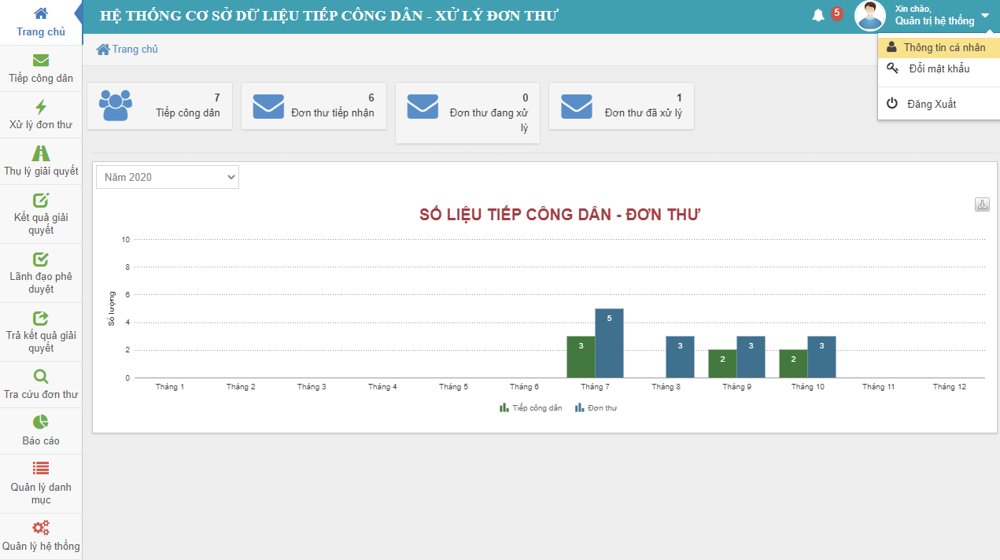 HỆ THỐNG CƠ SỞ DỮ LIỆU TIẾP CÔNG DÂN - XỬ LÝ ĐƠN THƯ
5
Xin chào,
Quản trị hệ thống
Thông tin cá nhân
Đổi mật khẩu
Đăng Xuất
Trang chủ
Tiếp công dân
Xử lý đơn thư
Thụ lý giải quyết
Kết quả giải
quyết
Lãnh đạo phê
duyệt
Trả kết quả giải
quyết
Tra cứu đơn thư
Báo cáo
Quản lý danh
mục
Quản lý hệ thống
Trang chủ
7
Tiếp công dân
6
Đơn thư tiếp nhận
0
Đơn thư đang xử
lý
1
Đơn thư đã xử lý
Năm 2020
SỐ LIỆU TIẾP CÔNG DÂN - ĐƠN THƯ
Số lượng
10
8
6
4
2
0
3
5
3
2
3
2
3
Tháng 1
Tháng 2
Tháng 3
Tháng 4
Tháng 5
Tháng 6
Tháng 7
Tháng 8
Tháng 9
Tháng 10
Tháng 11
Tháng 12
Tiếp công dân
Đơn thư